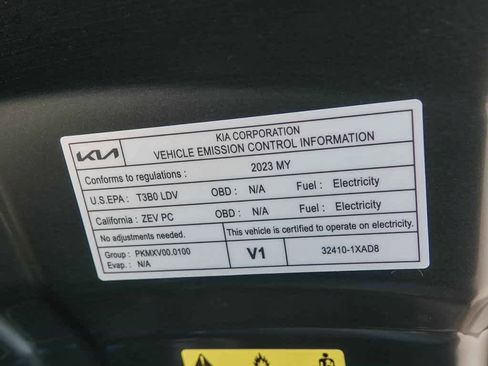 KIA
KIA CORPORATION
VEHICLE EMISSION CONTROL INFORMATION
Conforms to regulations : 2023 MY
U.S.EPA : T3B0 LDV OBD : N/A Fuel : Electricity
California : ZEV PC OBD : N/A Fuel : Electricity
No adjustments needed. This vehicle is certified to operate on electricity.
Group : PKMXV00.0100
Evap. : N/A
V1
32410-1XAD8